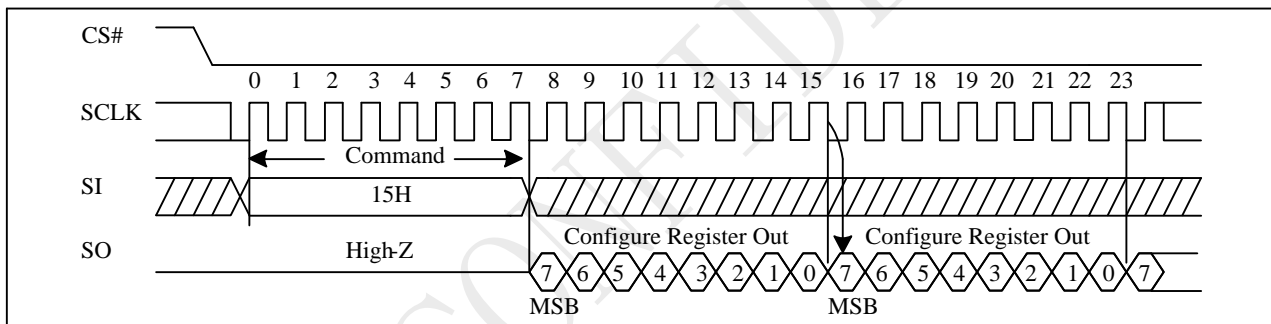 CS#
0 1 2 3 4 5 6 7 8 9 10 11 12 13 14 15 16 17 18 19 20 21 22 23
SCLK
Command
SI
15H
SO
High-Z
Configure Register Out Configure Register Out
7 6 5 4 3 2 1 0 7 6 5 4 3 2 1 0 7
MSB MSB